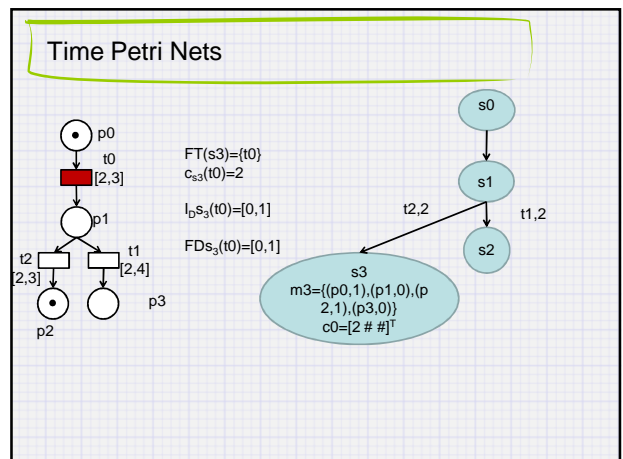 Time Petri Nets
p0
t0
[2,3]
p1
t2
t1
[2,3]
[2,4]
p2
p3
FT(s3)={t0}
cs3(t0)=2
IDs3(t0)=[0,1]
FDs3(t0)=[0,1]
s0
s1
t2,2
t1,2
s2
s3
m3={(p0,1),(p1,0),(p
2,1),(p3,0)}
c0=[2 # #]T